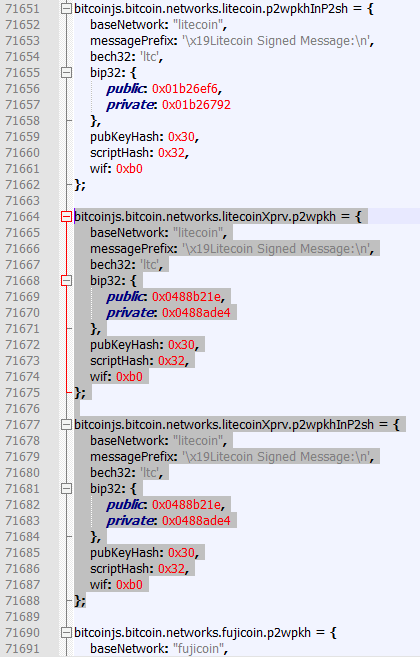 71651 bitcoinjs.bitcoin.networks.litecoin.p2wpkhInP2sh = {
71652 baseNetwork: "litecoin",
71653 messagePrefix: '\x19Litecoin Signed Message:\n',
71654 bech32: 'ltc',
71655 bip32: {
71656 public: 0x01b26ef6,
71657 private: 0x01b26792
71658 },
71659 pubKeyHash: 0x30,
71660 scriptHash: 0x32,
71661 wif: 0xb0
71662 };
71663
71664 bitcoinjs.bitcoin.networks.litecoinXprv.p2wpkh = {
71665 baseNetwork: "litecoin",
71666 messagePrefix: '\x19Litecoin Signed Message:\n',
71667 bech32: 'ltc',
71668 bip32: {
71669 public: 0x0488b21e,
71670 private: 0x0488ade4
71671 },
71672 pubKeyHash: 0x30,
71673 scriptHash: 0x32,
71674 wif: 0xb0
71675 };
71676
71677 bitcoinjs.bitcoin.networks.litecoinXprv.p2wpkhInP2sh = {
71678 baseNetwork: "litecoin",
71679 messagePrefix: '\x19Litecoin Signed Message:\n',
71680 bech32: 'ltc',
71681 bip32: {
71682 public: 0x0488b21e,
71683 private: 0x0488ade4
71684 },
71685 pubKeyHash: 0x30,
71686 scriptHash: 0x32,
71687 wif: 0xb0
71688 };
71689
71690 bitcoinjs.bitcoin.networks.fujicoin.p2wpkh = {
71691 baseNetwork: "fujicoin",